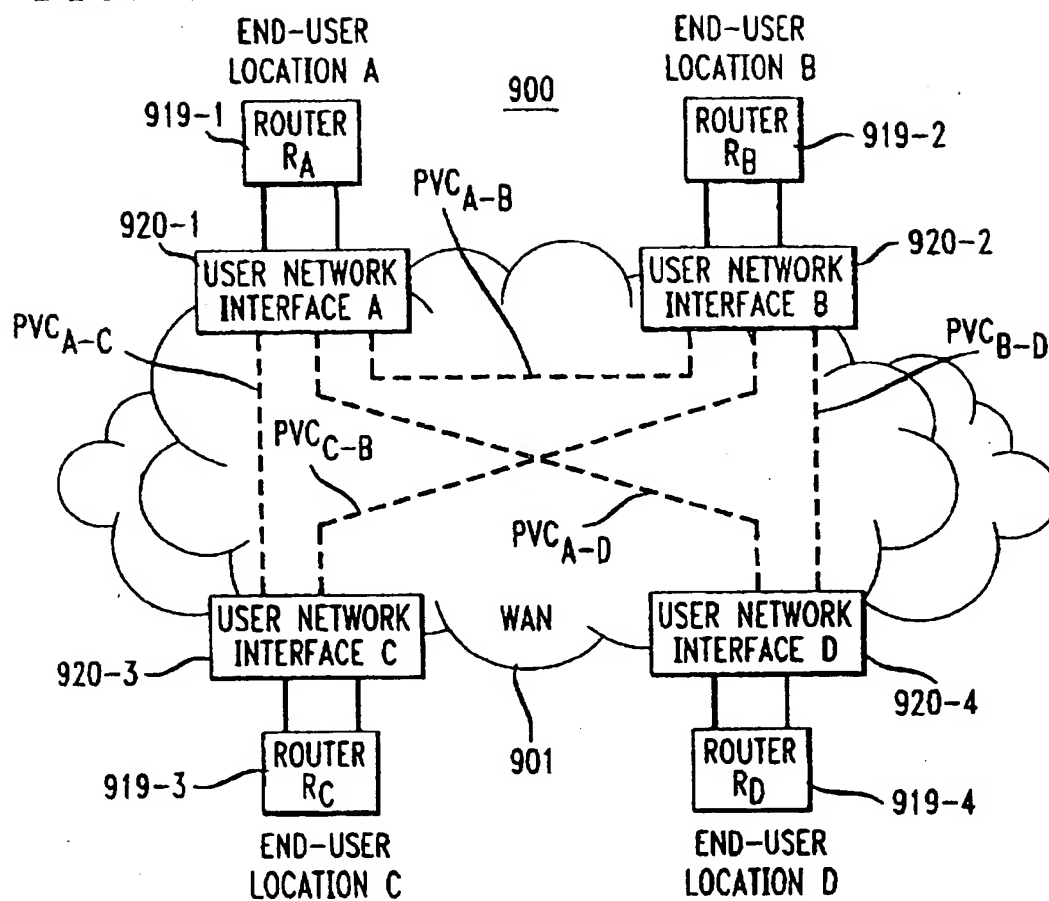 END-USER
LOCATION A
END-USER
LOCATION B
900
919-1
ROUTER
RA
ROUTER
RB
919-2
PVCA-B
920-1
USER NETWORK
INTERFACE A
USER NETWORK
INTERFACE B
920-2
PVCA-C
PVCB-D
PVCC-B
PVCA-D
USER NETWORK
INTERFACE C
WAN
USER NETWORK
INTERFACE D
920-3
920-4
919-3
ROUTER
RC
901
ROUTER
RD
919-4
END-USER
LOCATION C
END-USER
LOCATION D